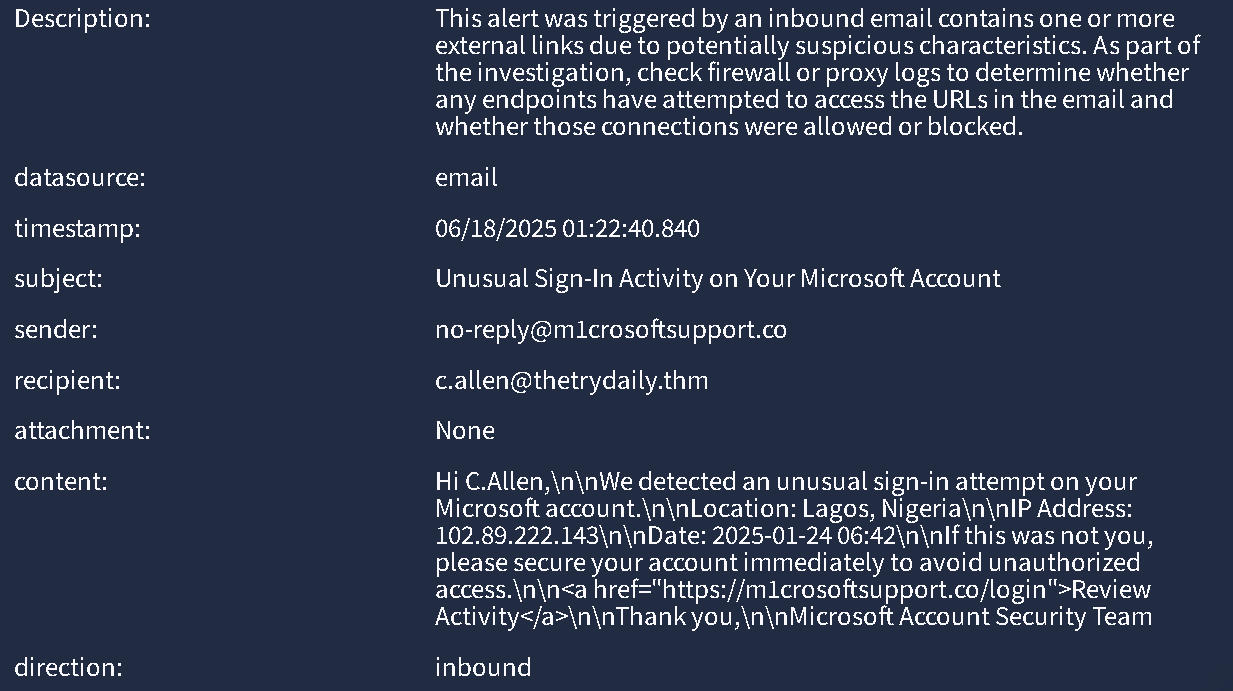 Description: This alert was triggered by an inbound email contains one or more
external links due to potentially suspicious characteristics. As part of
the investigation, check firewall or proxy logs to determine whether
any endpoints have attempted to access the URLs in the email and
whether those connections were allowed or blocked.
datasource: email
timestamp: 06/18/2025 01:22:40.840
subject: Unusual Sign-In Activity on Your Microsoft Account
sender: no-reply@m1crosoftsupport.co
recipient: c.allen@thetrydaily.thm
attachment: None
content: Hi C.Allen,\n\nWe detected an unusual sign-in attempt on your
Microsoft account.\n\nLocation: Lagos, Nigeria\n\nIP Address:
102.89.222.143\n\nDate: 2025-01-24 06:42\n\nIf this was not you,
please secure your account immediately to avoid unauthorized
access.\n\n<a href="https://m1crosoftsupport.co/login">Review
Activity</a>\n\nThank you,\n\nMicrosoft Account Security Team
direction: inbound